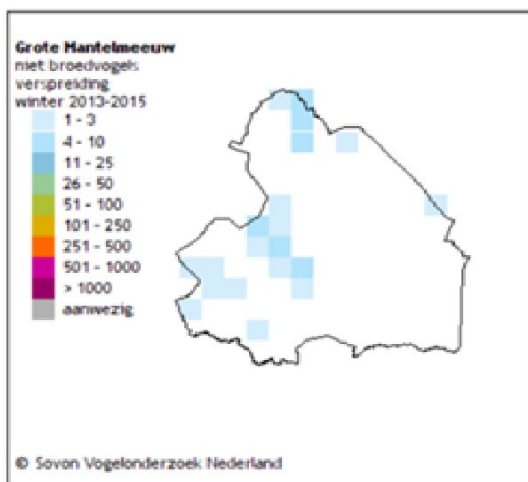 Grote Mantelmeeuw
niet broedvogels
verspreiding
winter 2013-2015
1 - 3
4 - 10
11 - 25
26 - 50
51 - 100
101 - 250
251 - 500
501 - 1000
> 1000
aanwezig
© Sovon Vogelonderzoek Nederland